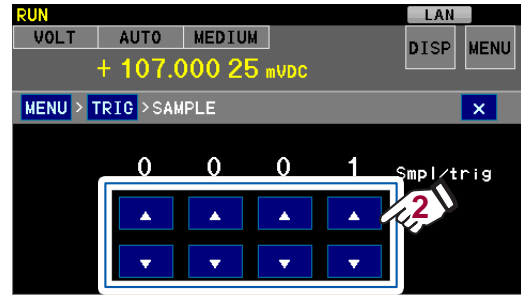 RUN LAN
VOLT AUTO MEDIUM DISP MENU
+ 107.000 25 mVDC
MENU > TRIG >SAMPLE ×
0 0 0 1 Smpl/trig
2